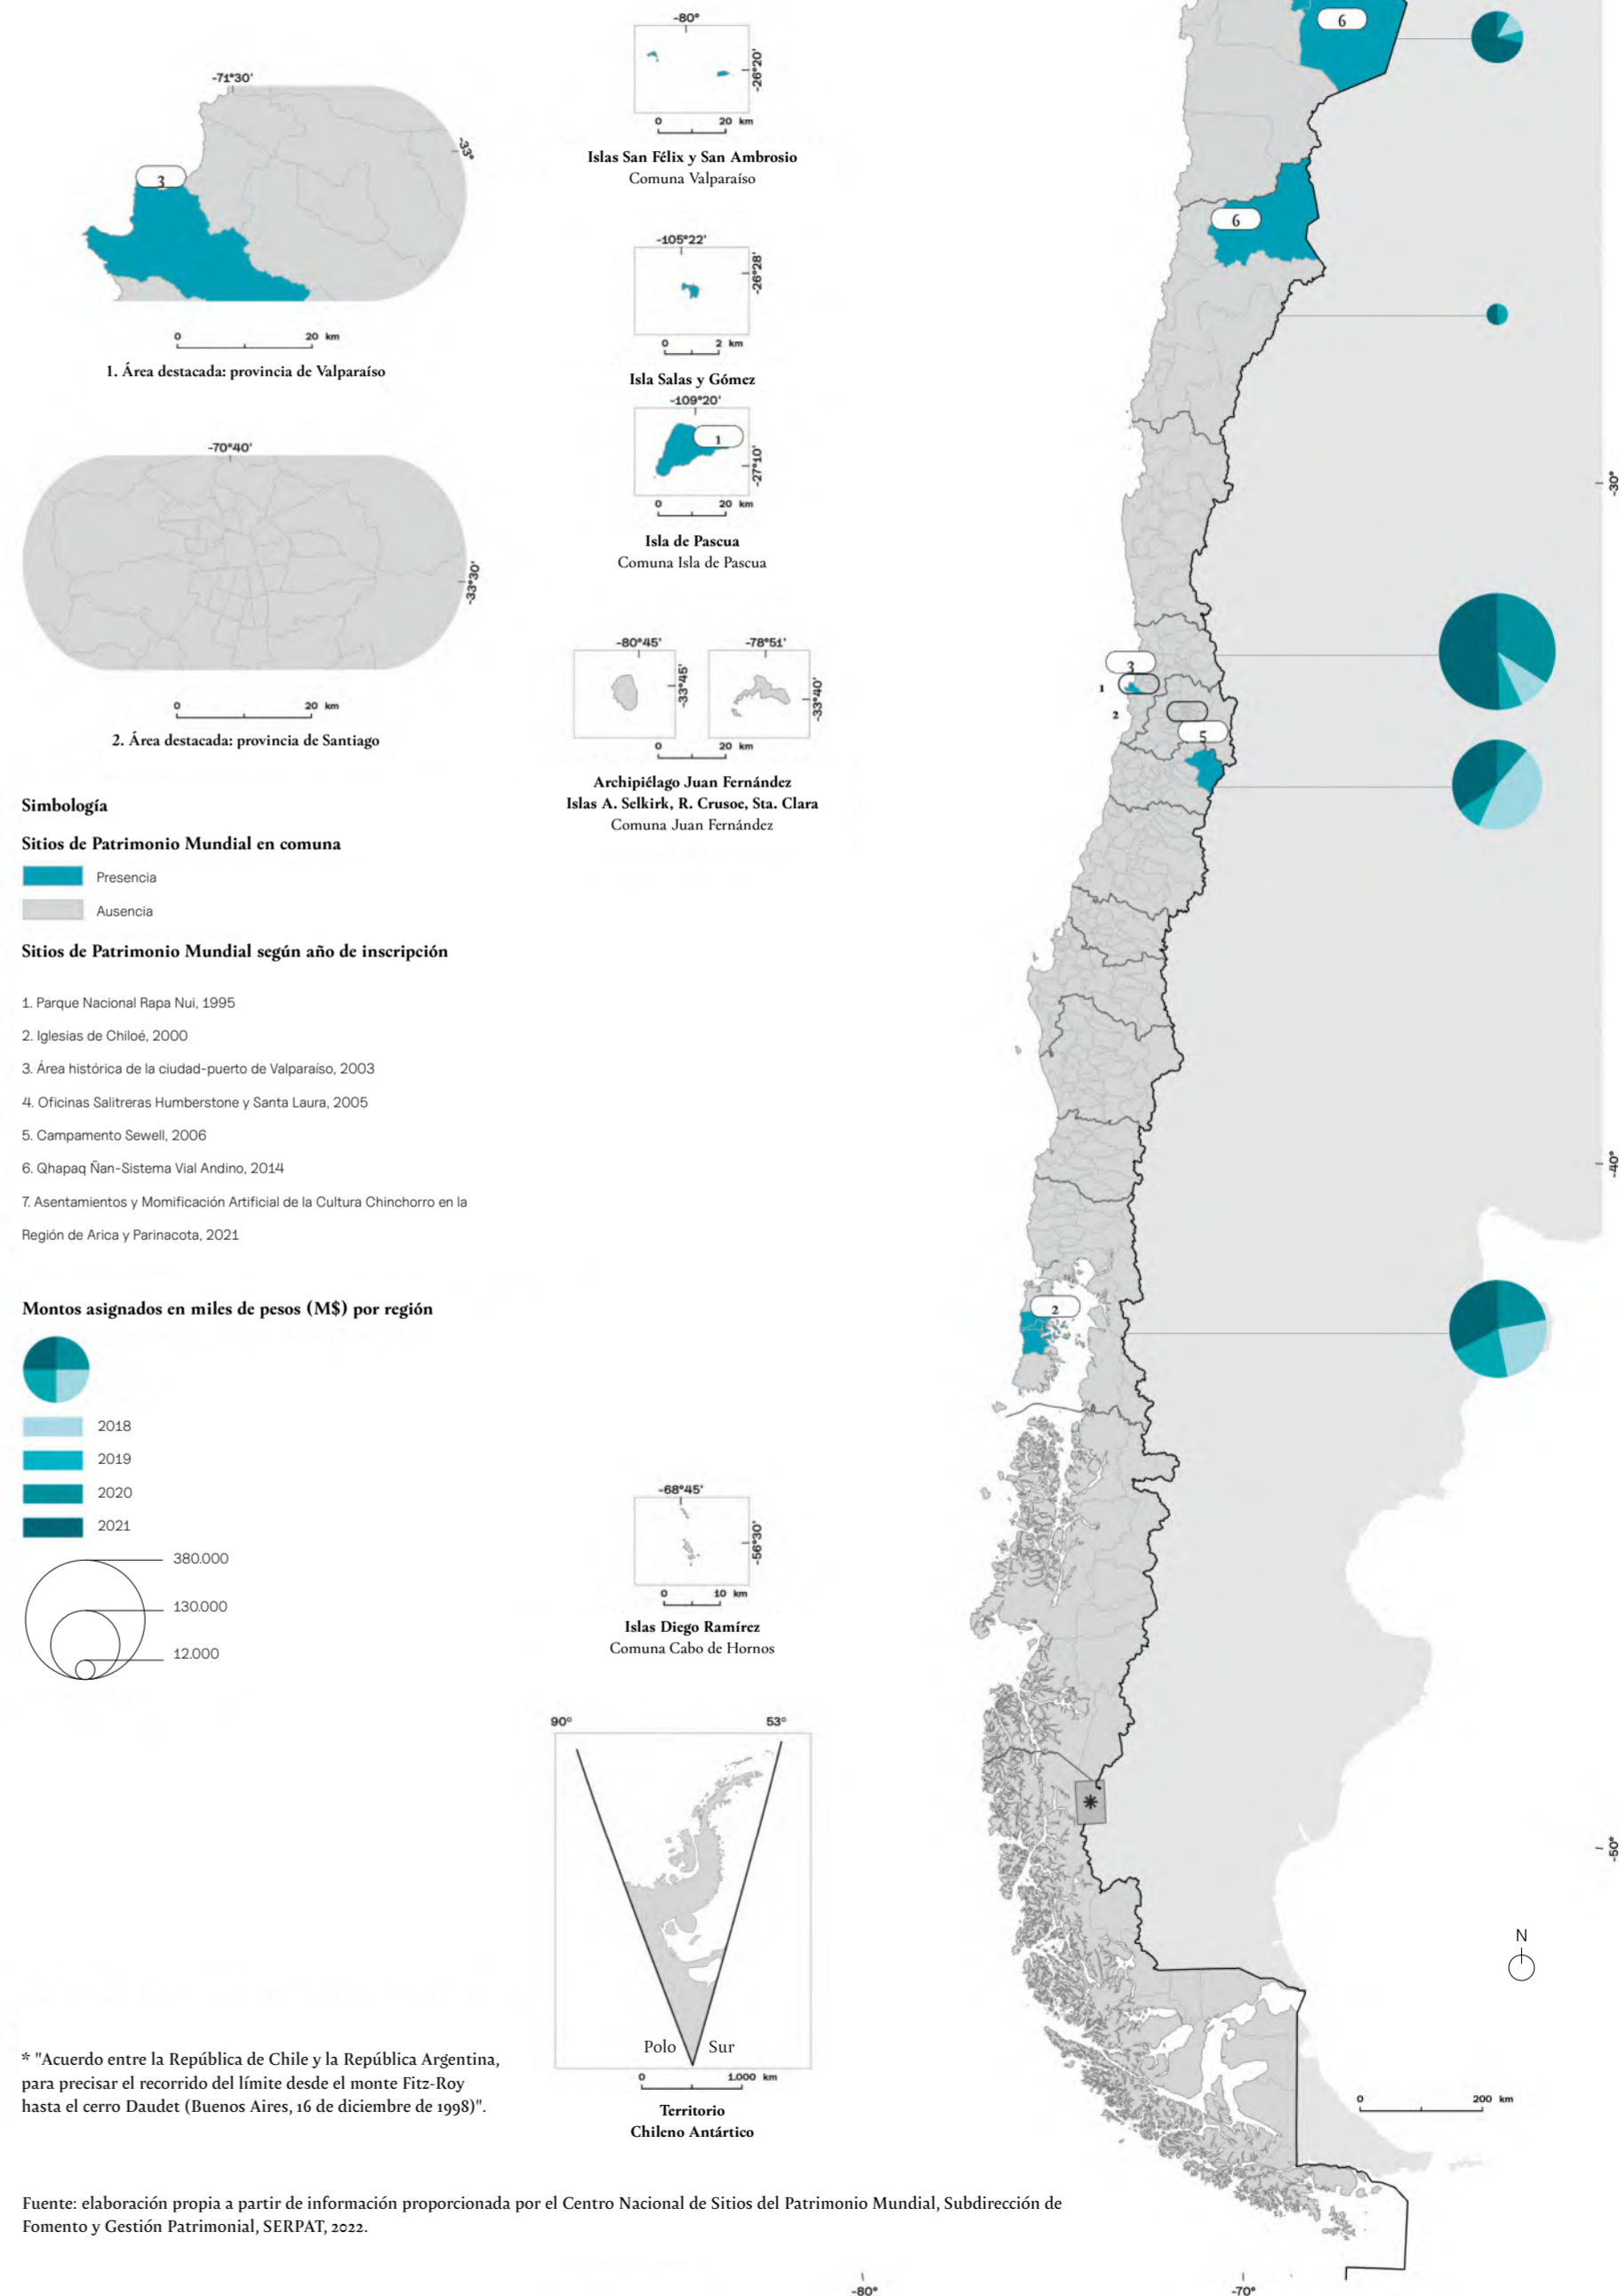 -71°30'
-33°
3
0 20 km
1. Área destacada: provincia de Valparaíso
-70°40'
-33°30'
0 20 km
2. Área destacada: provincia de Santiago
Simbología
Sitios de Patrimonio Mundial en comuna
Presencia
Ausencia
Sitios de Patrimonio Mundial según año de inscripción
1. Parque Nacional Rapa Nui, 1995
2. Iglesias de Chiloé, 2000
3. Área histórica de la ciudad-puerto de Valparaíso, 2003
4. Oficinas Salitreras Humberstone y Santa Laura, 2005
5. Campamento Sewell, 2006
6. Qhapaq Ñan-Sistema Vial Andino, 2014
7. Asentamientos y Momificación Artificial de la Cultura Chinchorro en la
Región de Arica y Parinacota, 2021
Montos asignados en miles de pesos (M$) por región
2018
2019
2020
2021
380.000
130.000
12.000
-80°
-26°20'
0 20 km
Islas San Félix y San Ambrosio
Comuna Valparaíso
-105°22'
-26°28'
0 2 km
Isla Salas y Gómez
-109°20'
1
-27°10'
0 20 km
Isla de Pascua
Comuna Isla de Pascua
-80°45'
-33°45'
-78°51'
-33°40'
0 20 km
Archipiélago Juan Fernández
Islas A. Selkirk, R. Crusoe, Sta. Clara
Comuna Juan Fernández
-68°45'
-56°30'
0 10 km
Islas Diego Ramírez
Comuna Cabo de Hornos
90°
53°
Polo Sur
0 1.000 km
Territorio
Chileno Antártico
6
6
-30°
3
1
2
5
-40°
2
*
-50°
N
0 200 km
* "Acuerdo entre la República de Chile y la República Argentina,
para precisar el recorrido del límite desde el monte Fitz-Roy
hasta el cerro Daudet (Buenos Aires, 16 de diciembre de 1998)".
Fuente: elaboración propia a partir de información proporcionada por el Centro Nacional de Sitios del Patrimonio Mundial, Subdirección de
Fomento y Gestión Patrimonial, SERPAT, 2022.
-80°
-70°